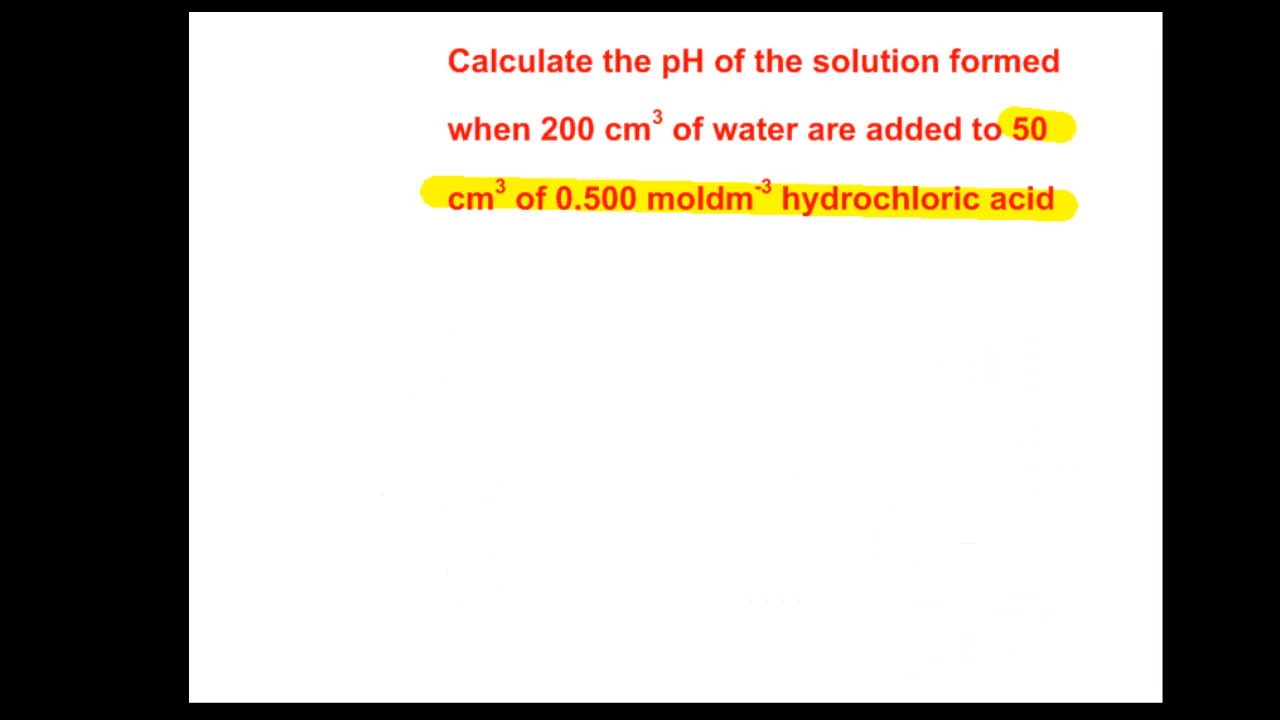 Calculate the pH of the solution formed
when 200 cm³ of water are added to 50
cm³ of 0.500 moldm⁻³ hydrochloric acid